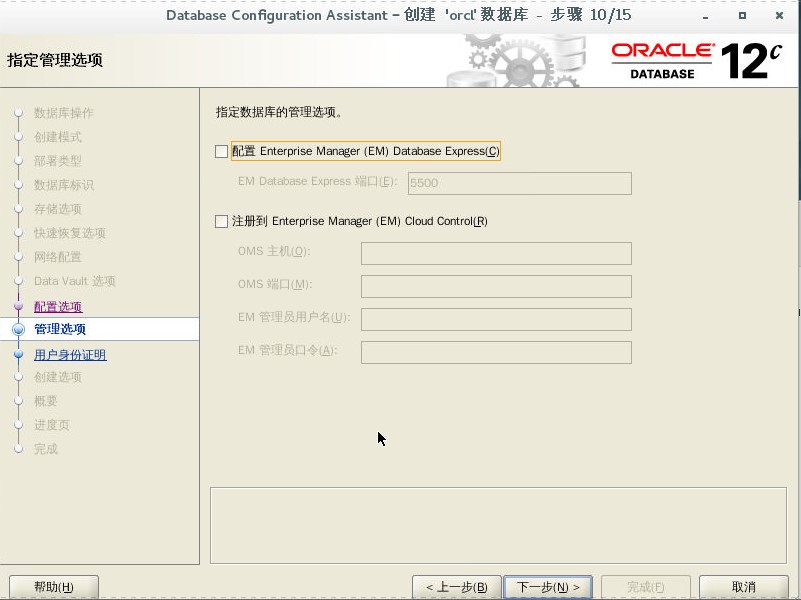 Database Configuration Assistant – 创建 'orcl' 数据库 - 步骤 10/15
指定管理选项
ORACLE
DATABASE
12c
数据库操作
创建模式
部署类型
数据库标识
存储选项
快速恢复选项
网络配置
Data Vault 选项
配置选项
管理选项
用户身份证明
创建选项
概要
进度页
完成
指定数据库的管理选项。
配置 Enterprise Manager (EM) Database Express(C)
EM Database Express 端口(E): 5500
注册到 Enterprise Manager (EM) Cloud Control(R)
OMS 主机(O):
OMS 端口(M):
EM 管理员用户名(U):
EM 管理员口令(A):
帮助(H)
< 上一步(B)
下一步(N) >
完成(F)
取消